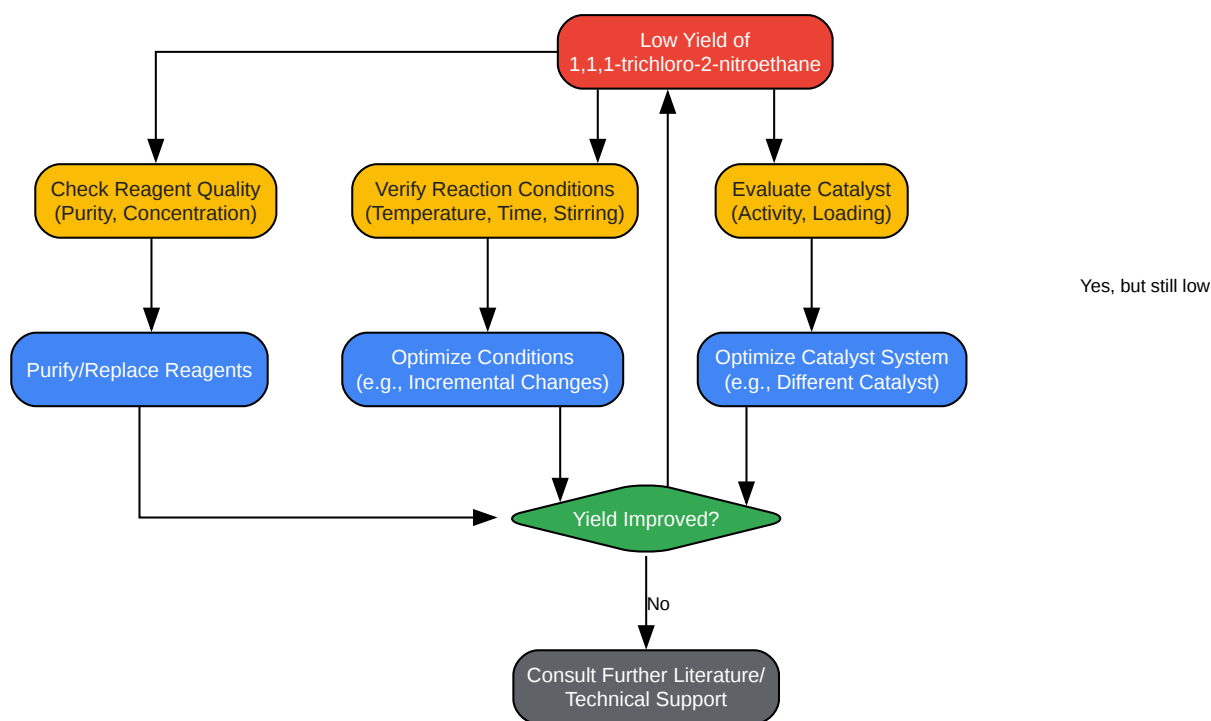 Low Yield of
1,1,1-trichloro-2-nitroethane
Check Reagent Quality
(Purity, Concentration)
Verify Reaction Conditions
(Temperature, Time, Stirring)
Evaluate Catalyst
(Activity, Loading)
Yes, but still low
Purify/Replace Reagents
Optimize Conditions
(e.g., Incremental Changes)
Optimize Catalyst System
(e.g., Different Catalyst)
Yield Improved?
No
Consult Further Literature/
Technical Support